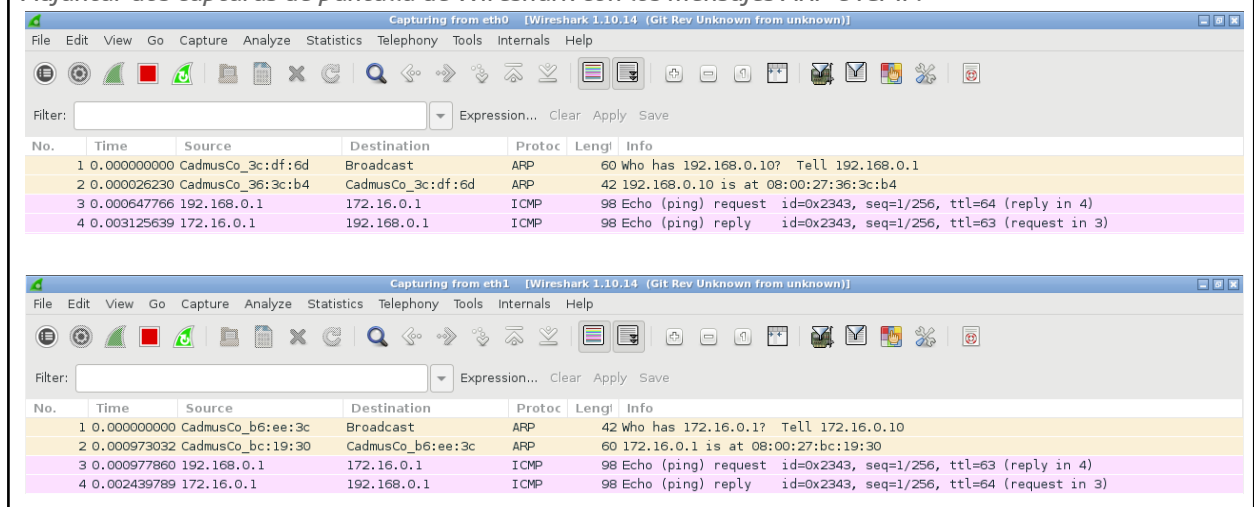 Adjuntar dos capturas de pantalla de Wireshark con los mensajes ARP e ICMP.
Capturing from eth0 [Wireshark 1.10.14 (Git Rev Unknown from unknown)]
File Edit View Go Capture Analyze Statistics Telephony Tools Internals Help
Filter: Expression... Clear Apply Save
No. Time Source Destination Protoc Lengt Info
1 0.000000000 CadmusCo_3c:df:6d Broadcast ARP 60 Who has 192.168.0.10? Tell 192.168.0.1
2 0.000026230 CadmusCo_36:3c:b4 CadmusCo_3c:df:6d ARP 42 192.168.0.10 is at 08:00:27:36:3c:b4
3 0.000647766 192.168.0.1 172.16.0.1 ICMP 98 Echo (ping) request id=0x2343, seq=1/256, ttl=64 (reply in 4)
4 0.003125639 172.16.0.1 192.168.0.1 ICMP 98 Echo (ping) reply id=0x2343, seq=1/256, ttl=63 (request in 3)
Capturing from eth1 [Wireshark 1.10.14 (Git Rev Unknown from unknown)]
File Edit View Go Capture Analyze Statistics Telephony Tools Internals Help
Filter: Expression... Clear Apply Save
No. Time Source Destination Protoc Lengt Info
1 0.000000000 CadmusCo_b6:ee:3c Broadcast ARP 42 Who has 172.16.0.1? Tell 172.16.0.10
2 0.000973032 CadmusCo_bc:19:30 CadmusCo_b6:ee:3c ARP 60 172.16.0.1 is at 08:00:27:bc:19:30
3 0.000977860 192.168.0.1 172.16.0.1 ICMP 98 Echo (ping) request id=0x2343, seq=1/256, ttl=63 (reply in 4)
4 0.002439789 172.16.0.1 192.168.0.1 ICMP 98 Echo (ping) reply id=0x2343, seq=1/256, ttl=64 (request in 3)